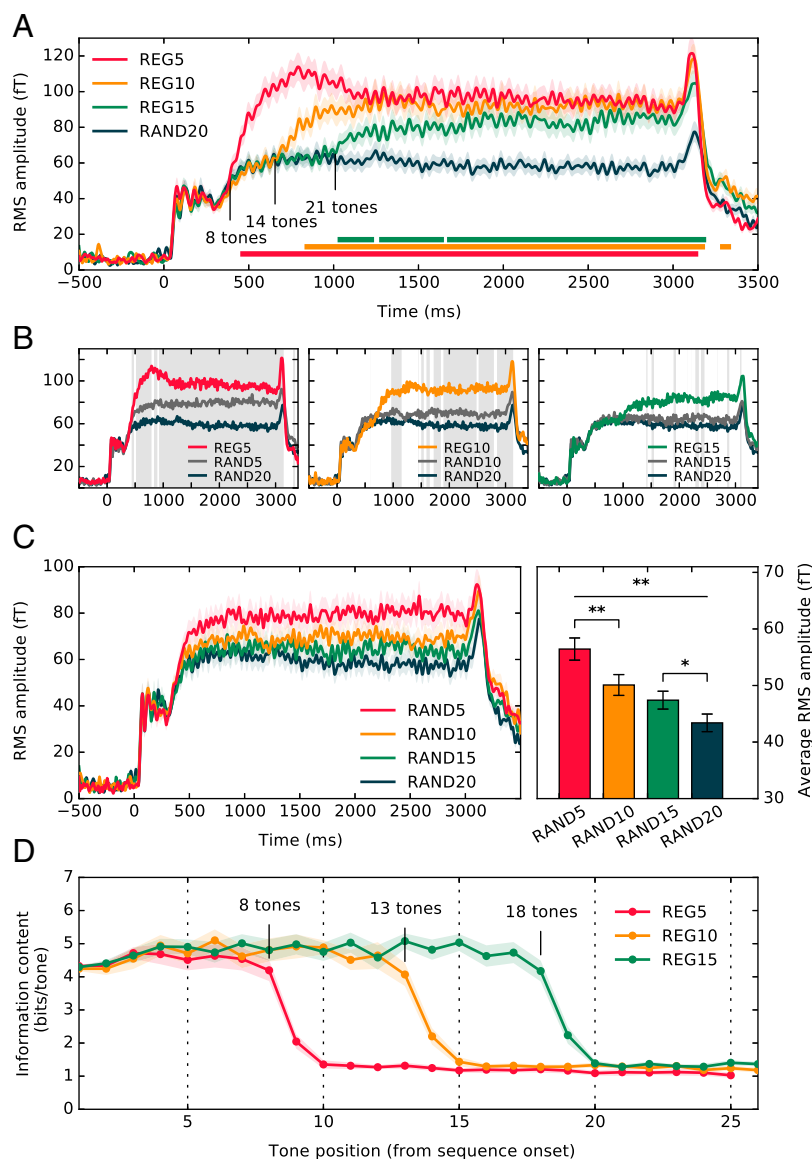 A
REG5
REG10
REG15
RAND20
RMS amplitude (fT)
120
100
80
60
40
20
0
8 tones
14 tones
21 tones
−500 0 500 1000 1500 2000 2500 3000 3500
Time (ms)
B
100
60
20
REG5
RAND5
RAND20
0 1000 2000 3000
REG10
RAND10
RAND20
0 1000 2000 3000
REG15
RAND15
RAND20
0 1000 2000 3000
C
RMS amplitude (fT)
100
80
60
40
20
0
RAND5
RAND10
RAND15
RAND20
−500 0 500 1000 1500 2000 2500 3000
Time (ms)
**
**
*
70
60
50
40
30
Average RMS amplitude (fT)
RAND5
RAND10
RAND15
RAND20
D
Information content
(bits/tone)
7
6
5
4
3
2
1
0
8 tones
13 tones
18 tones
REG5
REG10
REG15
5 10 15 20 25
Tone position (from sequence onset)